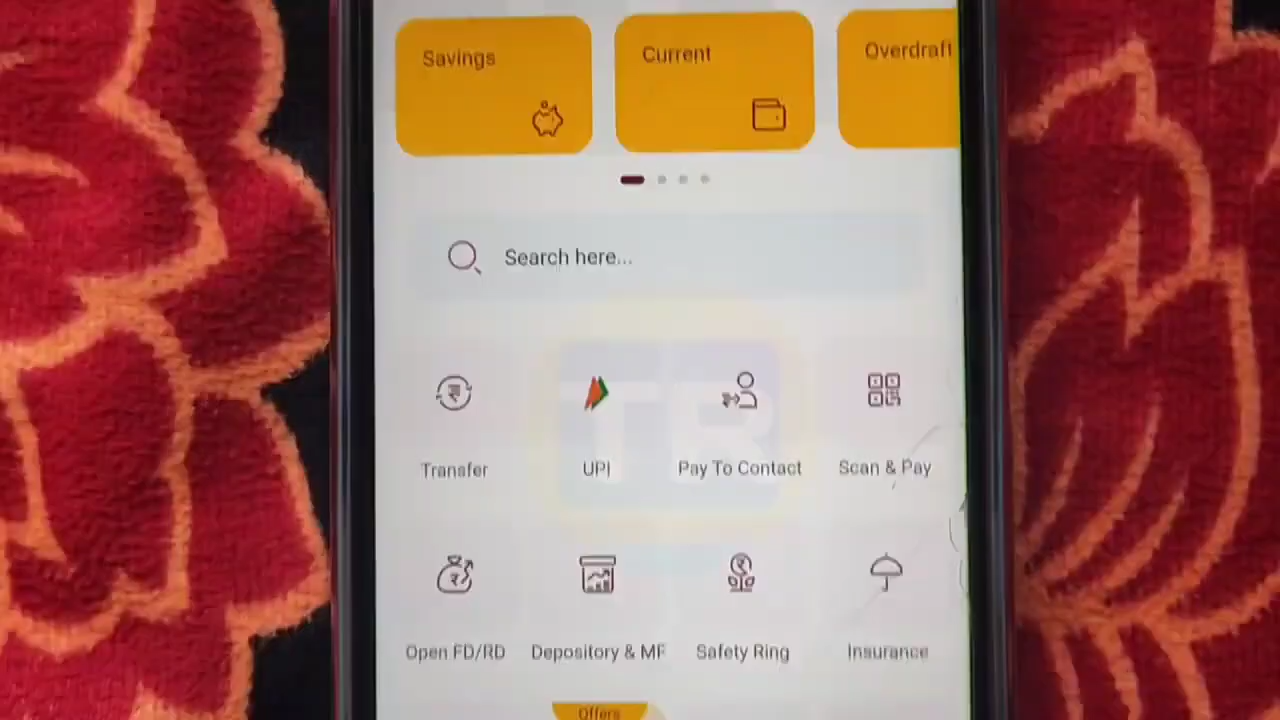 Savings
Current
Overdraft
Search here...
TR
Transfer
UPI
Pay To Contact
Scan & Pay
Open FD/RD
Depository & MF
Safety Ring
Insurance
Offers